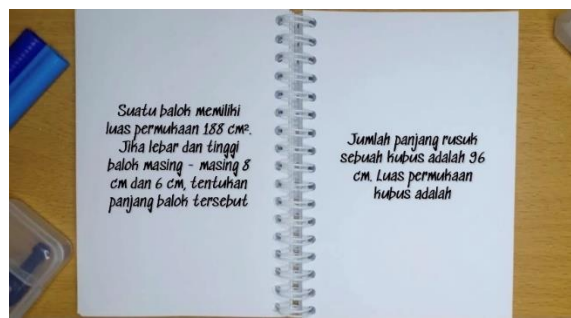 Suatu balok memiliki
luas permukaan 188 cm².
Jika lebar dan tinggi
balok masing - masing 8
cm dan 6 cm, tentukan
panjang balok tersebut
Jumlah panjang rusuk
sebuah kubus adalah 96
cm. Luas permukaan
kubus adalah